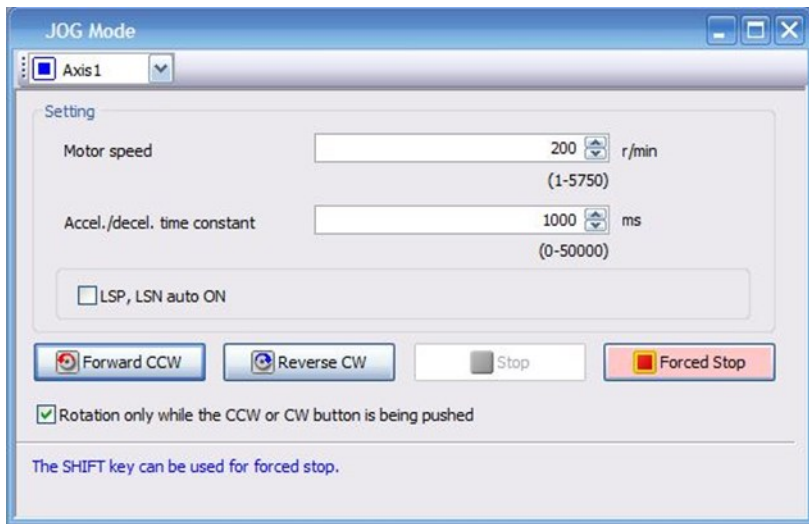 JOG Mode
Axis1
Setting
Motor speed 200 r/min
(1-5750)
Accel./decel. time constant 1000 ms
(0-50000)
LSP, LSN auto ON
Forward CCW Reverse CW Stop Forced Stop
Rotation only while the CCW or CW button is being pushed
The SHIFT key can be used for forced stop.